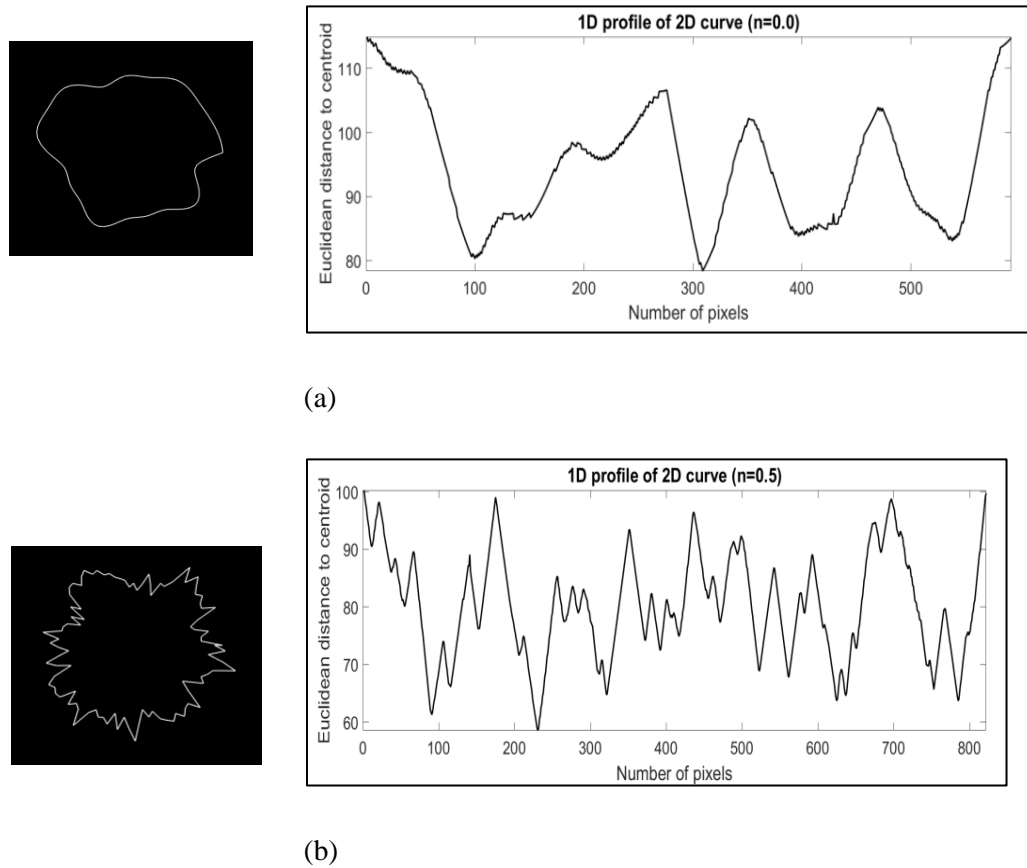 1D profile of 2D curve (n=0.0)
Euclidean distance to centroid
110
100
90
80
0 100 200 300 400 500
Number of pixels
(a)
1D profile of 2D curve (n=0.5)
Euclidean distance to centroid
100
90
80
70
60
0 100 200 300 400 500 600 700 800
Number of pixels
(b)